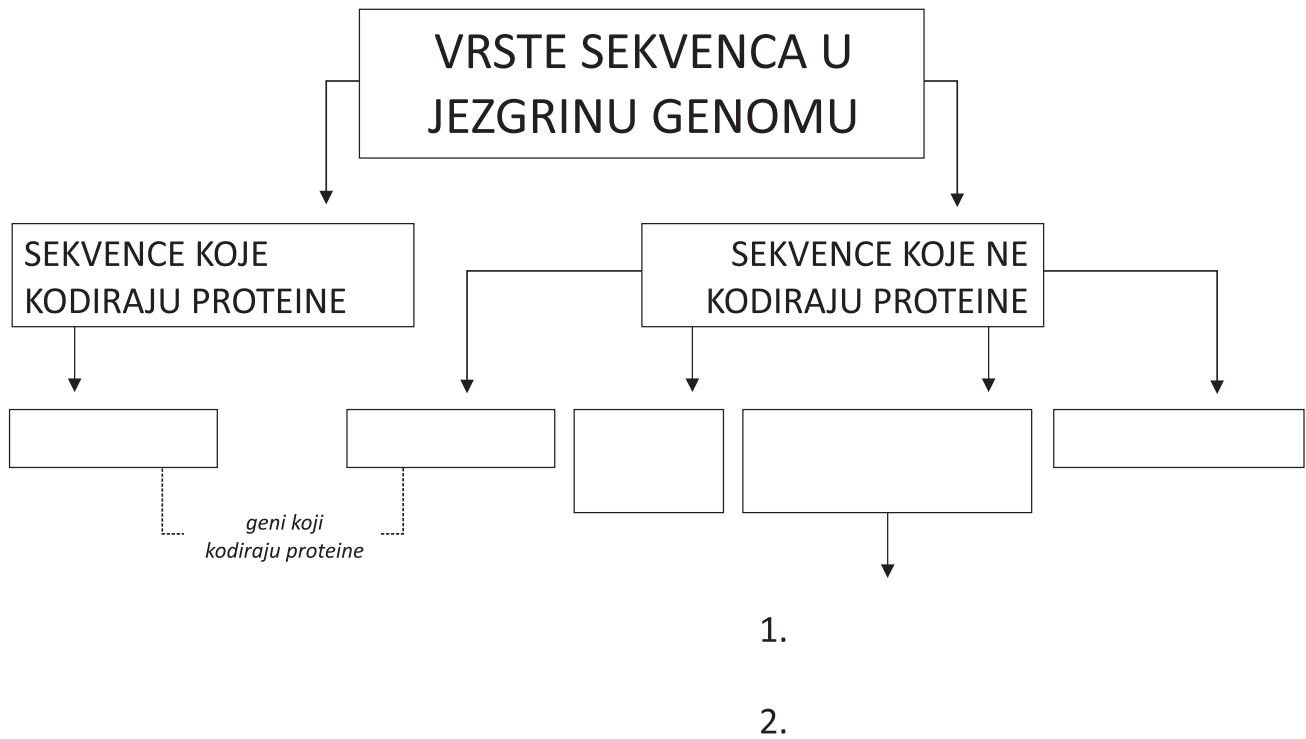 VRSTE SEKVENCA U
JEZGRINU GENOMU
SEKVENCE KOJE
KODIRAJU PROTEINE
SEKVENCE KOJE NE
KODIRAJU PROTEINE
geni koji
kodiraju proteine
1.
2.